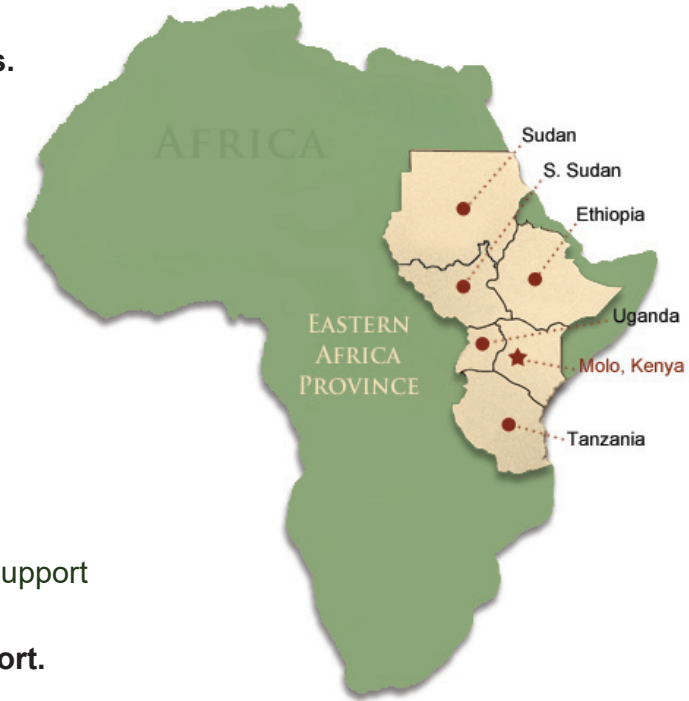 s.
AFRICA
Sudan
S. Sudan
Ethiopia
EASTERN
AFRICA
PROVINCE
Uganda
Molo, Kenya
Tanzania
upport
ort.